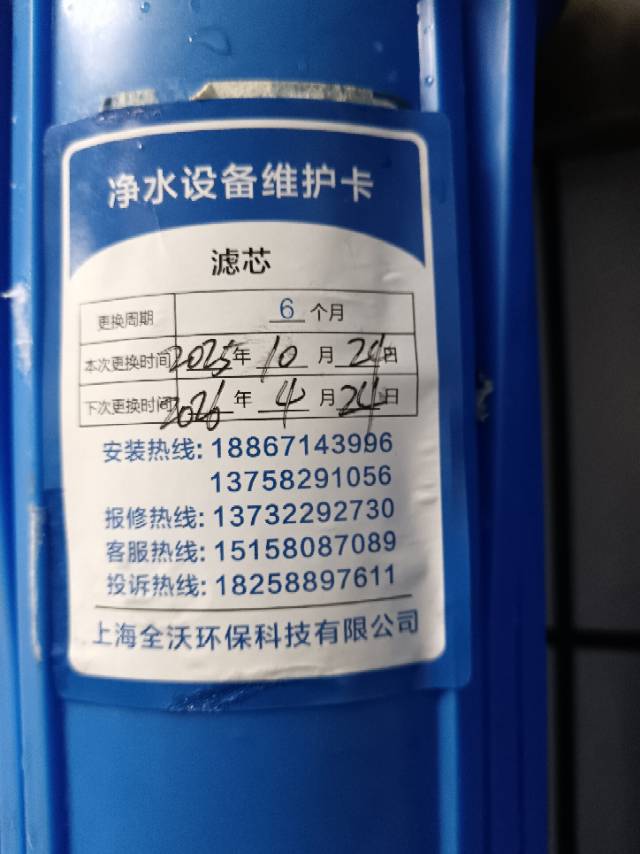 净水设备维护卡
滤芯
更换周期 6 个月
本次更换时间 2025 年 10 月 24 日
下次更换时间 2026 年 4 月 24 日
安装热线: 18867143996
13758291056
报修热线: 13732292730
客服热线: 15158087089
投诉热线: 18258897611
上海全沃环保科技有限公司